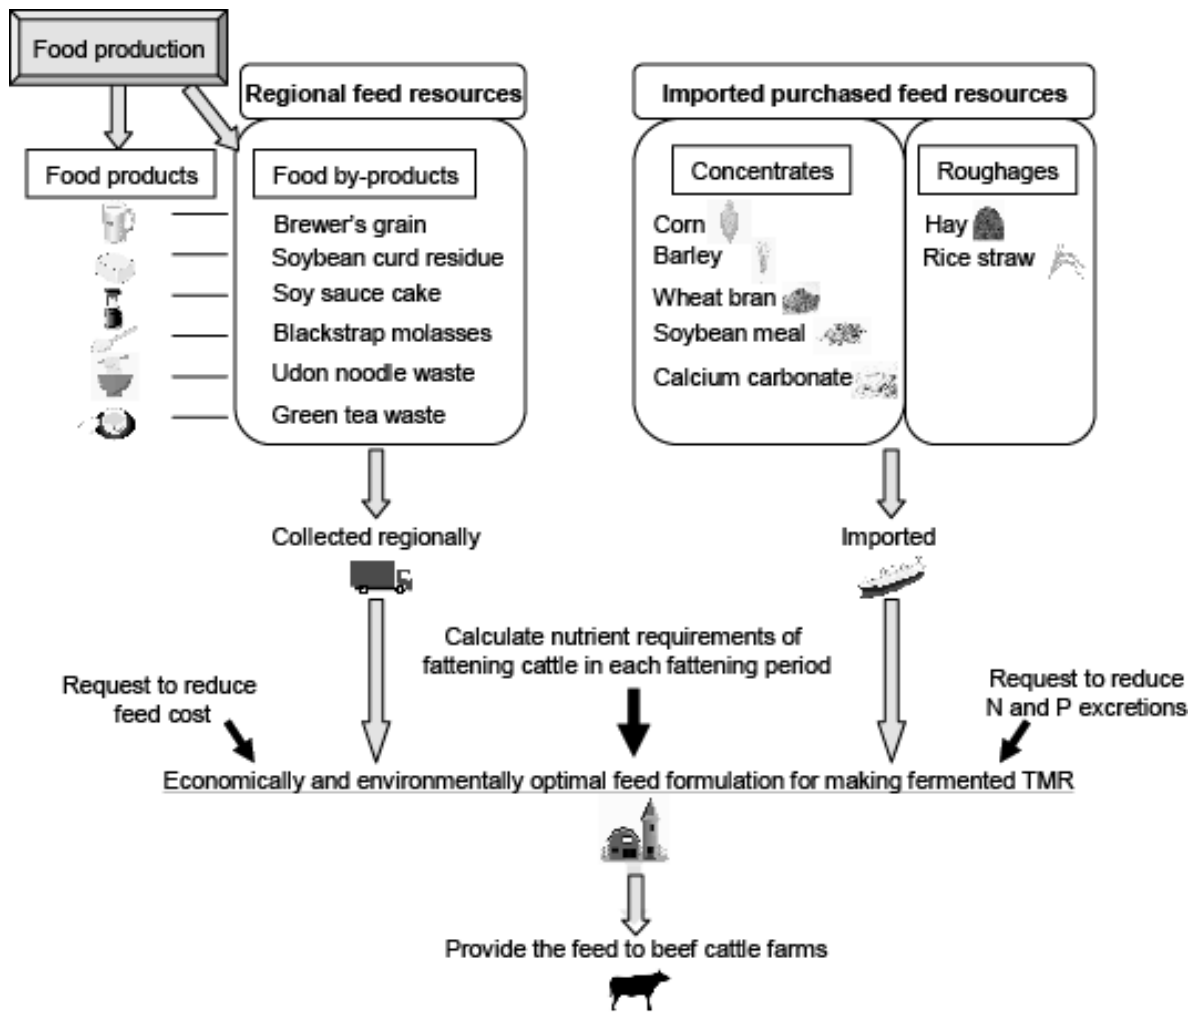 Food production
Regional feed resources
Imported purchased feed resources
Food products
Food by-products
Brewer's grain
Soybean curd residue
Soy sauce cake
Blackstrap molasses
Udon noodle waste
Green tea waste
Concentrates
Corn
Barley
Wheat bran
Soybean meal
Calcium carbonate
Roughages
Hay
Rice straw
Collected regionally
Imported
Calculate nutrient requirements of
fattening cattle in each fattening period
Request to reduce
feed cost
Request to reduce
N and P excretions
Economically and environmentally optimal feed formulation for making fermented TMR
Provide the feed to beef cattle farms